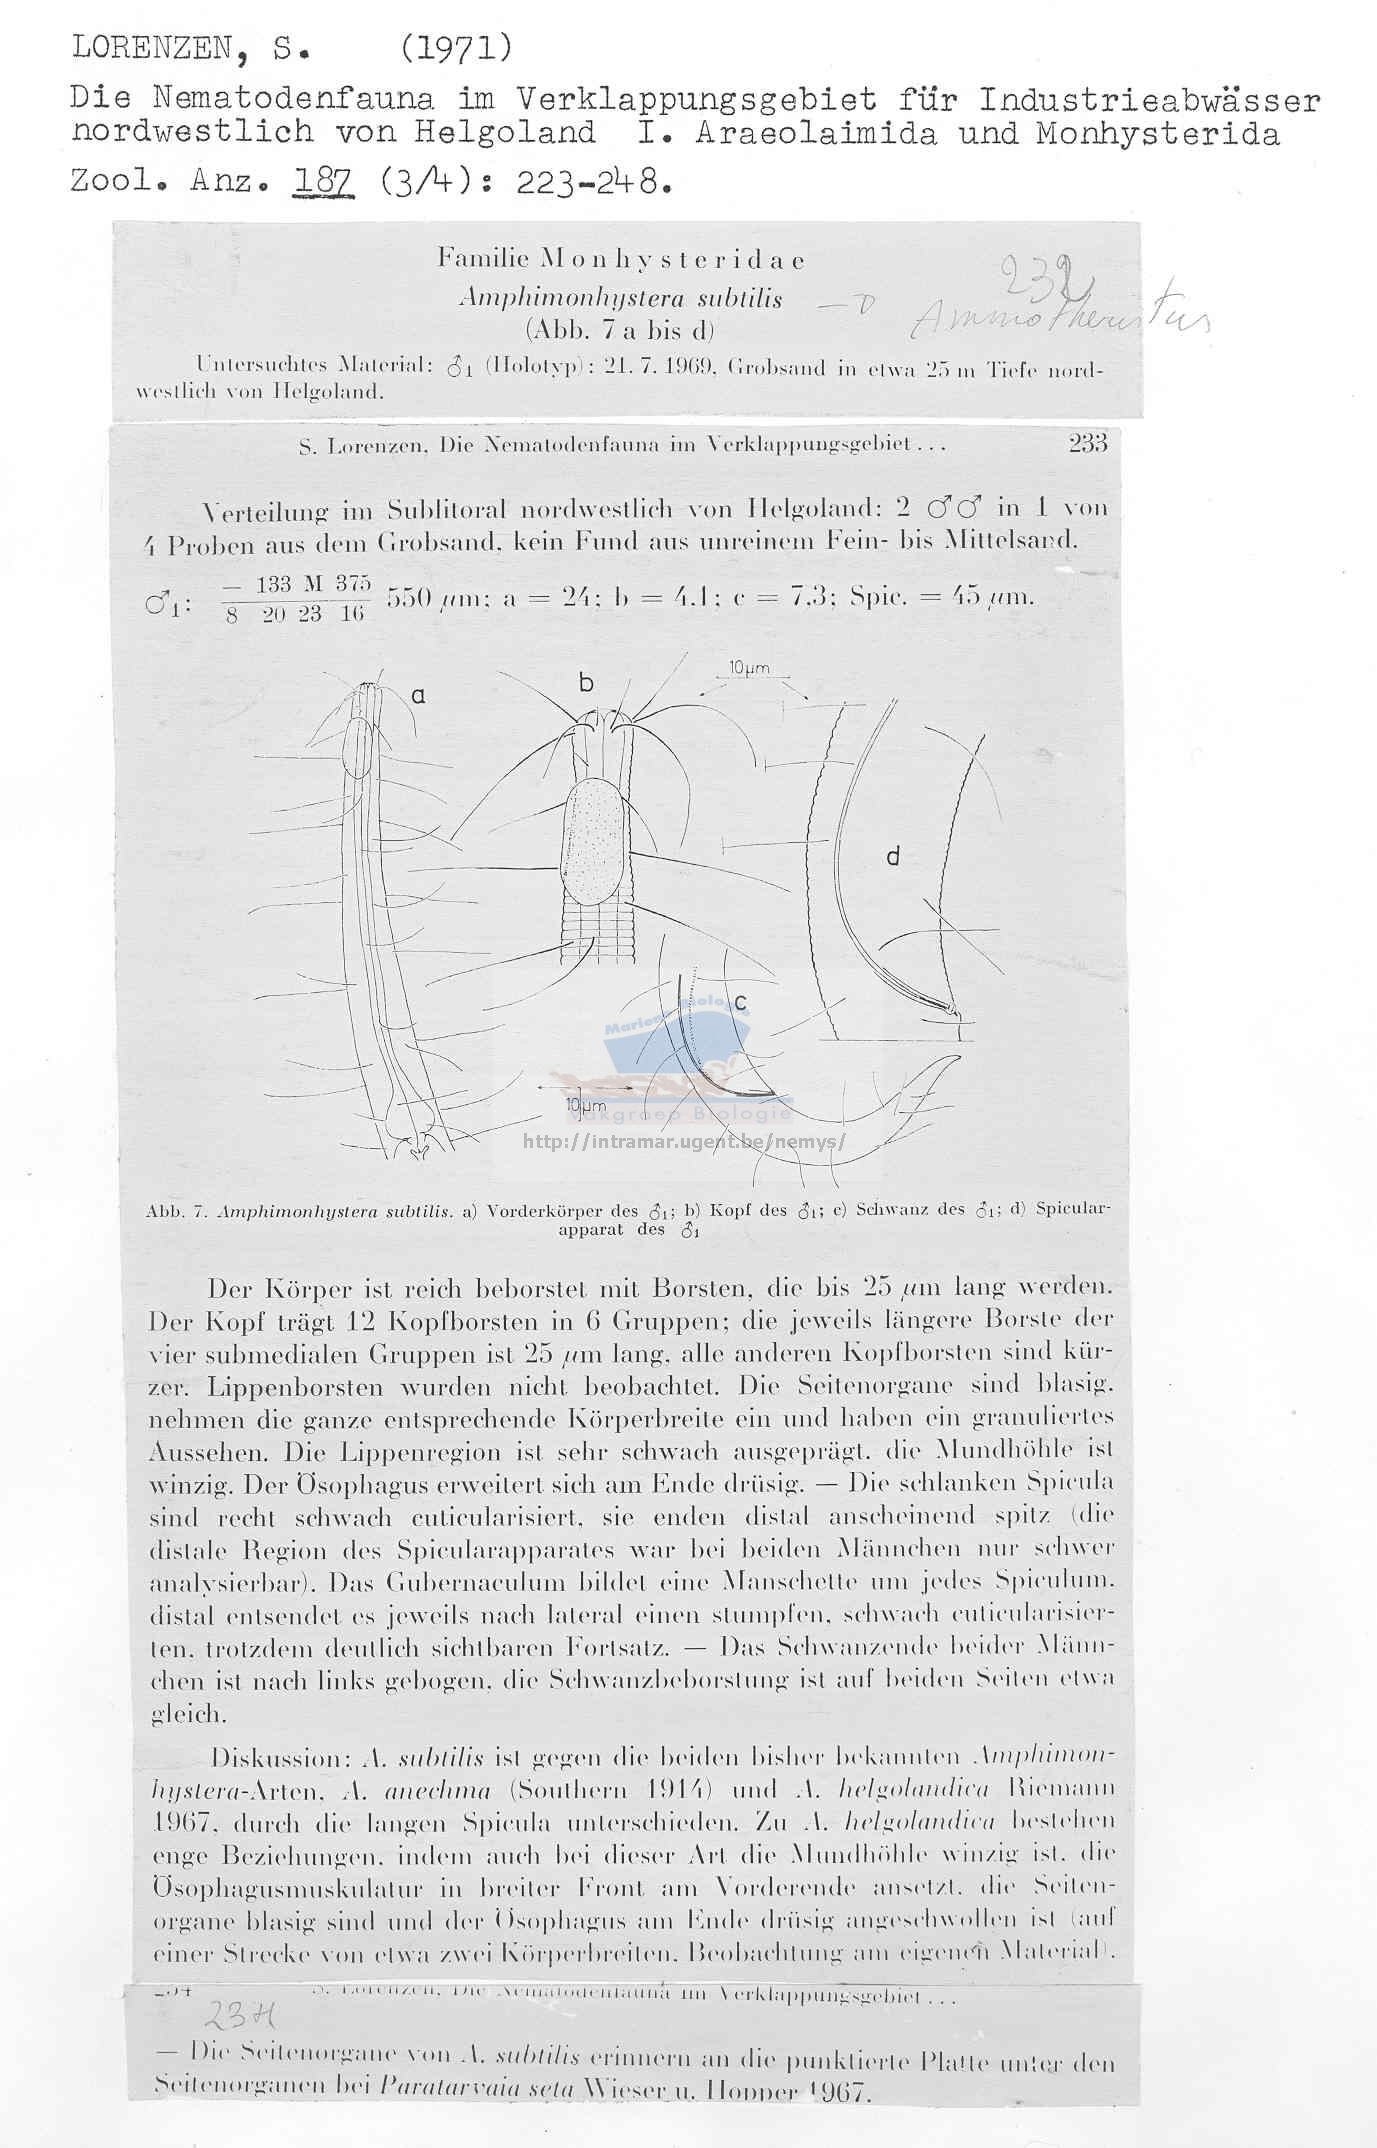 LORENZEN, S. (1971)
Die Nematodenfauna im Verklappungsgebiet für Industrieabwässer
nordwestlich von Helgoland I. Araeolaimida und Monhysterida
Zool. Anz. 187 (3/4): 223-248.
Familie Monhysteridae
232
Amphimonhystera subtilis —
Ammotheristus
(Abb. 7 a bis d)
Untersuchtes Material: ♂1 (Holotyp): 21. 7. 1969, Grobsand in etwa 25 m Tiefe nord-
westlich von Helgoland.
S. Lorenzen, Die Nematodenfauna im Verklappungsgebiet . . . 233
Verteilung im Sublitoral nordwestlich von Helgoland: 2 ♂♂ in 1 von
4 Proben aus dem Grobsand, kein Fund aus unreinem Fein- bis Mittelsand.
— 133 M 375
♂1: 550 µm; a = 24; b = 4.1; c = 7,3; Spic. = 45 µm.
8 20 23 16
a
b
10µm
d
c
Mariene Biologie
10µm
Vakgroep Biologie
http://intramar.ugent.be/nemys/
Abb. 7. Amphimonhystera subtilis. a) Vorderkörper des ♂1; b) Kopf des ♂1; c) Schwanz des ♂1; d) Spicular-
apparat des ♂1
Der Körper ist reich beborstet mit Borsten, die bis 25 µm lang werden.
Der Kopf trägt 12 Kopfborsten in 6 Gruppen; die jeweils längere Borste der
vier submedialen Gruppen ist 25 µm lang, alle anderen Kopfborsten sind kür-
zer. Lippenborsten wurden nicht beobachtet. Die Seitenorgane sind blasig,
nehmen die ganze entsprechende Körperbreite ein und haben ein granuliertes
Aussehen. Die Lippenregion ist sehr schwach ausgeprägt, die Mundhöhle ist
winzig. Der Ösophagus erweitert sich am Ende drüsig. — Die schlanken Spicula
sind recht schwach cuticularisiert, sie enden distal anscheinend spitz (die
distale Region des Spicularapparates war bei beiden Männchen nur schwer
analysierbar). Das Gubernaculum bildet eine Manschette um jedes Spiculum,
distal entsendet es jeweils nach lateral einen stumpfen, schwach cuticularisier-
ten, trotzdem deutlich sichtbaren Fortsatz. — Das Schwanzende beider Männ-
chen ist nach links gebogen, die Schwanzbeborstung ist auf beiden Seiten etwa
gleich.
Diskussion: A. subtilis ist gegen die beiden bisher bekannten Amphimon-
hystera-Arten, A. anechma (Southern 1914) und A. helgolandica Riemann
1967, durch die langen Spicula unterschieden. Zu A. helgolandica bestehen
enge Beziehungen, indem auch bei dieser Art die Mundhöhle winzig ist, die
Ösophagusmuskulatur in breiter Front am Vorderende ansetzt, die Seiten-
organe blasig sind und der Ösophagus am Ende drüsig angeschwollen ist (auf
einer Strecke von etwa zwei Körperbreiten, Beobachtung am eigenen Material).
234 S. Lorenzen, Die Nematodenfauna im Verklappungsgebiet . . .
234
— Die Seitenorgane von A. subtilis erinnern an die punktierte Platte unter den
Seitenorganen bei Paratarvaia seta Wieser u. Hopper 1967.